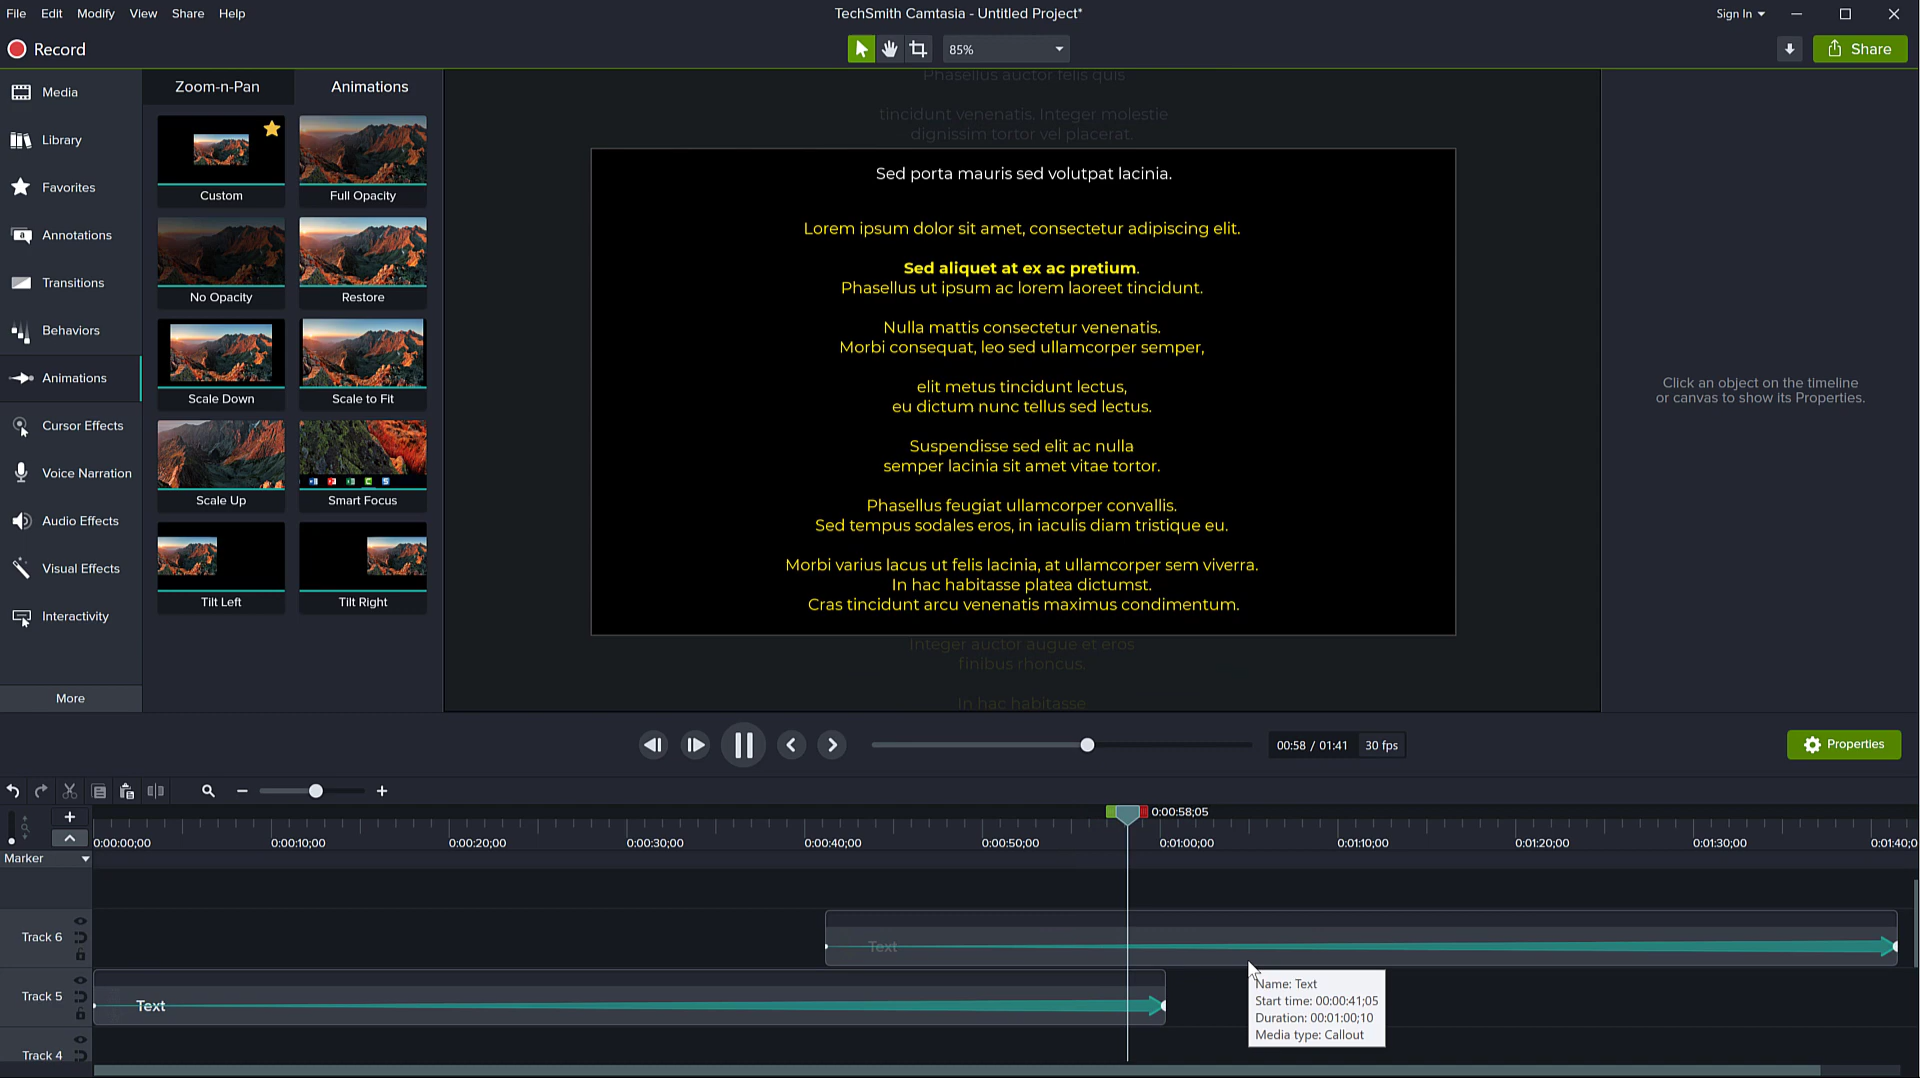 File Edit Modify View Share Help
TechSmith Camtasia - Untitled Project*
Sign In
Record
85%
Share
Media
Library
Favorites
Annotations
Transitions
Behaviors
Animations
Cursor Effects
Voice Narration
Audio Effects
Visual Effects
Interactivity
More
Zoom-n-Pan Animations
Custom Full Opacity
No Opacity Restore
Scale Down Scale to Fit
Scale Up Smart Focus
Tilt Left Tilt Right
Phasellus auctor felis quis
tincidunt venenatis. Integer molestie
dignissim tortor vel placerat.
Sed porta mauris sed volutpat lacinia.
Lorem ipsum dolor sit amet, consectetur adipiscing elit.
Sed aliquet at ex ac pretium.
Phasellus ut ipsum ac lorem laoreet tincidunt.
Nulla mattis consectetur venenatis.
Morbi consequat, leo sed ullamcorper semper,
elit metus tincidunt lectus,
eu dictum nunc tellus sed lectus.
Suspendisse sed elit ac nulla
semper lacinia sit amet vitae tortor.
Phasellus feugiat ullamcorper convallis.
Sed tempus sodales eros, in iaculis diam tristique eu.
Morbi varius lacus ut felis lacinia, at ullamcorper sem viverra.
In hac habitasse platea dictumst.
Cras tincidunt arcu venenatis maximus condimentum.
Integer auctor augue et eros
finibus rhoncus.
In hac habitasse
Click an object on the timeline
or canvas to show its Properties.
00:58 / 01:41 30 fps
Properties
0:00:58;05
0:00:00;00 0:00:10;00 0:00:20;00 0:00:30;00 0:00:40;00 0:00:50;00 0:01:00;00 0:01:10;00 0:01:20;00 0:01:30;00 0:01:40;0
Marker
Track 6
Text
Track 5
Text
Track 4
Name: Text
Start time: 00:00:41;05
Duration: 00:01:00;10
Media type: Callout